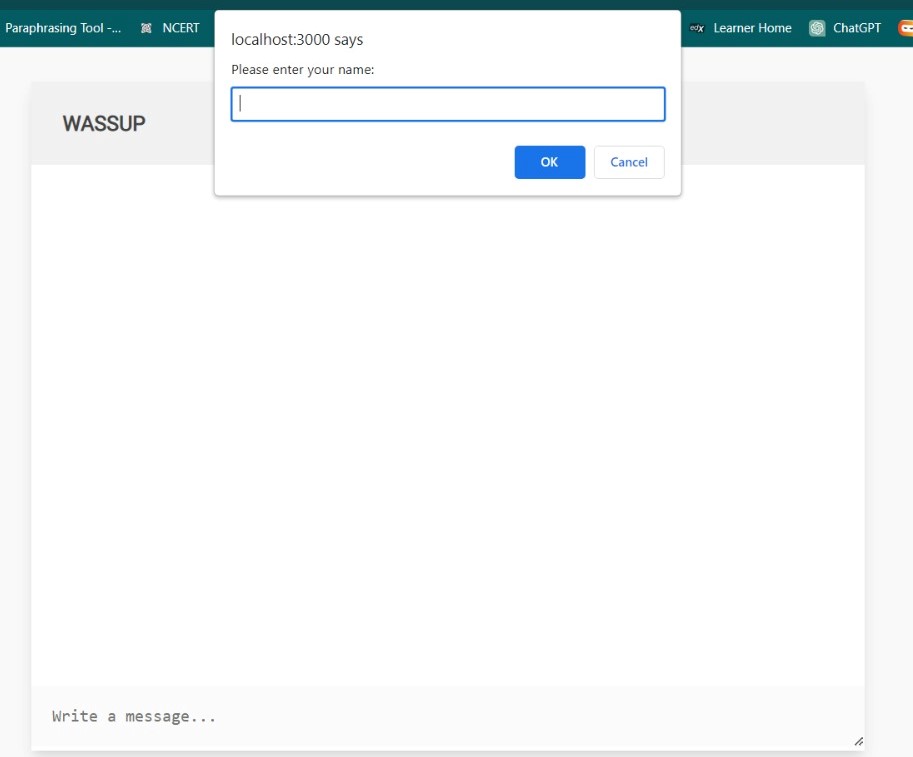 Paraphrasing Tool -... NCERT edX Learner Home ChatGPT
localhost:3000 says
Please enter your name:
OK Cancel
WASSUP
Write a message...